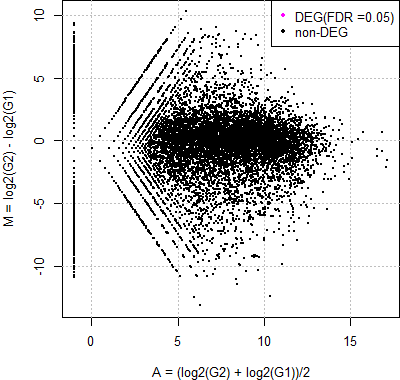 DEG(FDR =0.05)
non-DEG
10
5
0
-5
-10
M = log2(G2) - log2(G1)
0 5 10 15
A = (log2(G2) + log2(G1))/2